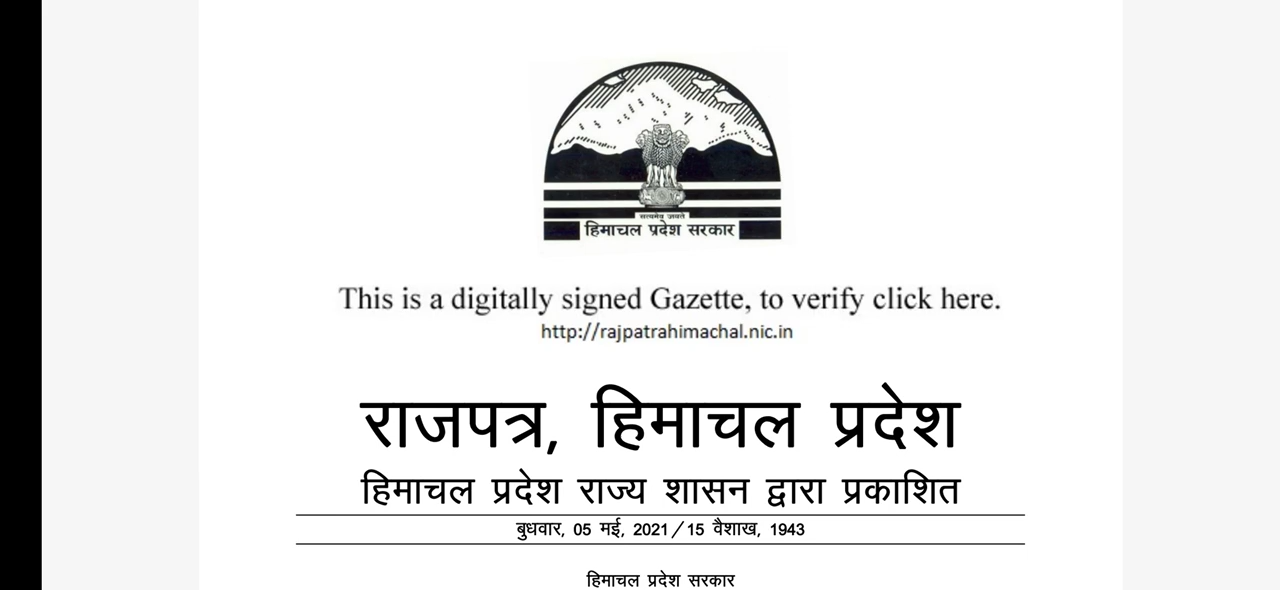 सत्यमेव जयते
हिमाचल प्रदेश सरकार
This is a digitally signed Gazette, to verify click here.
http://rajpatrahimachal.nic.in
राजपत्र, हिमाचल प्रदेश
हिमाचल प्रदेश राज्य शासन द्वारा प्रकाशित
बुधवार, 05 मई, 2021/15 वैशाख, 1943
हिमाचल प्रदेश सरकार